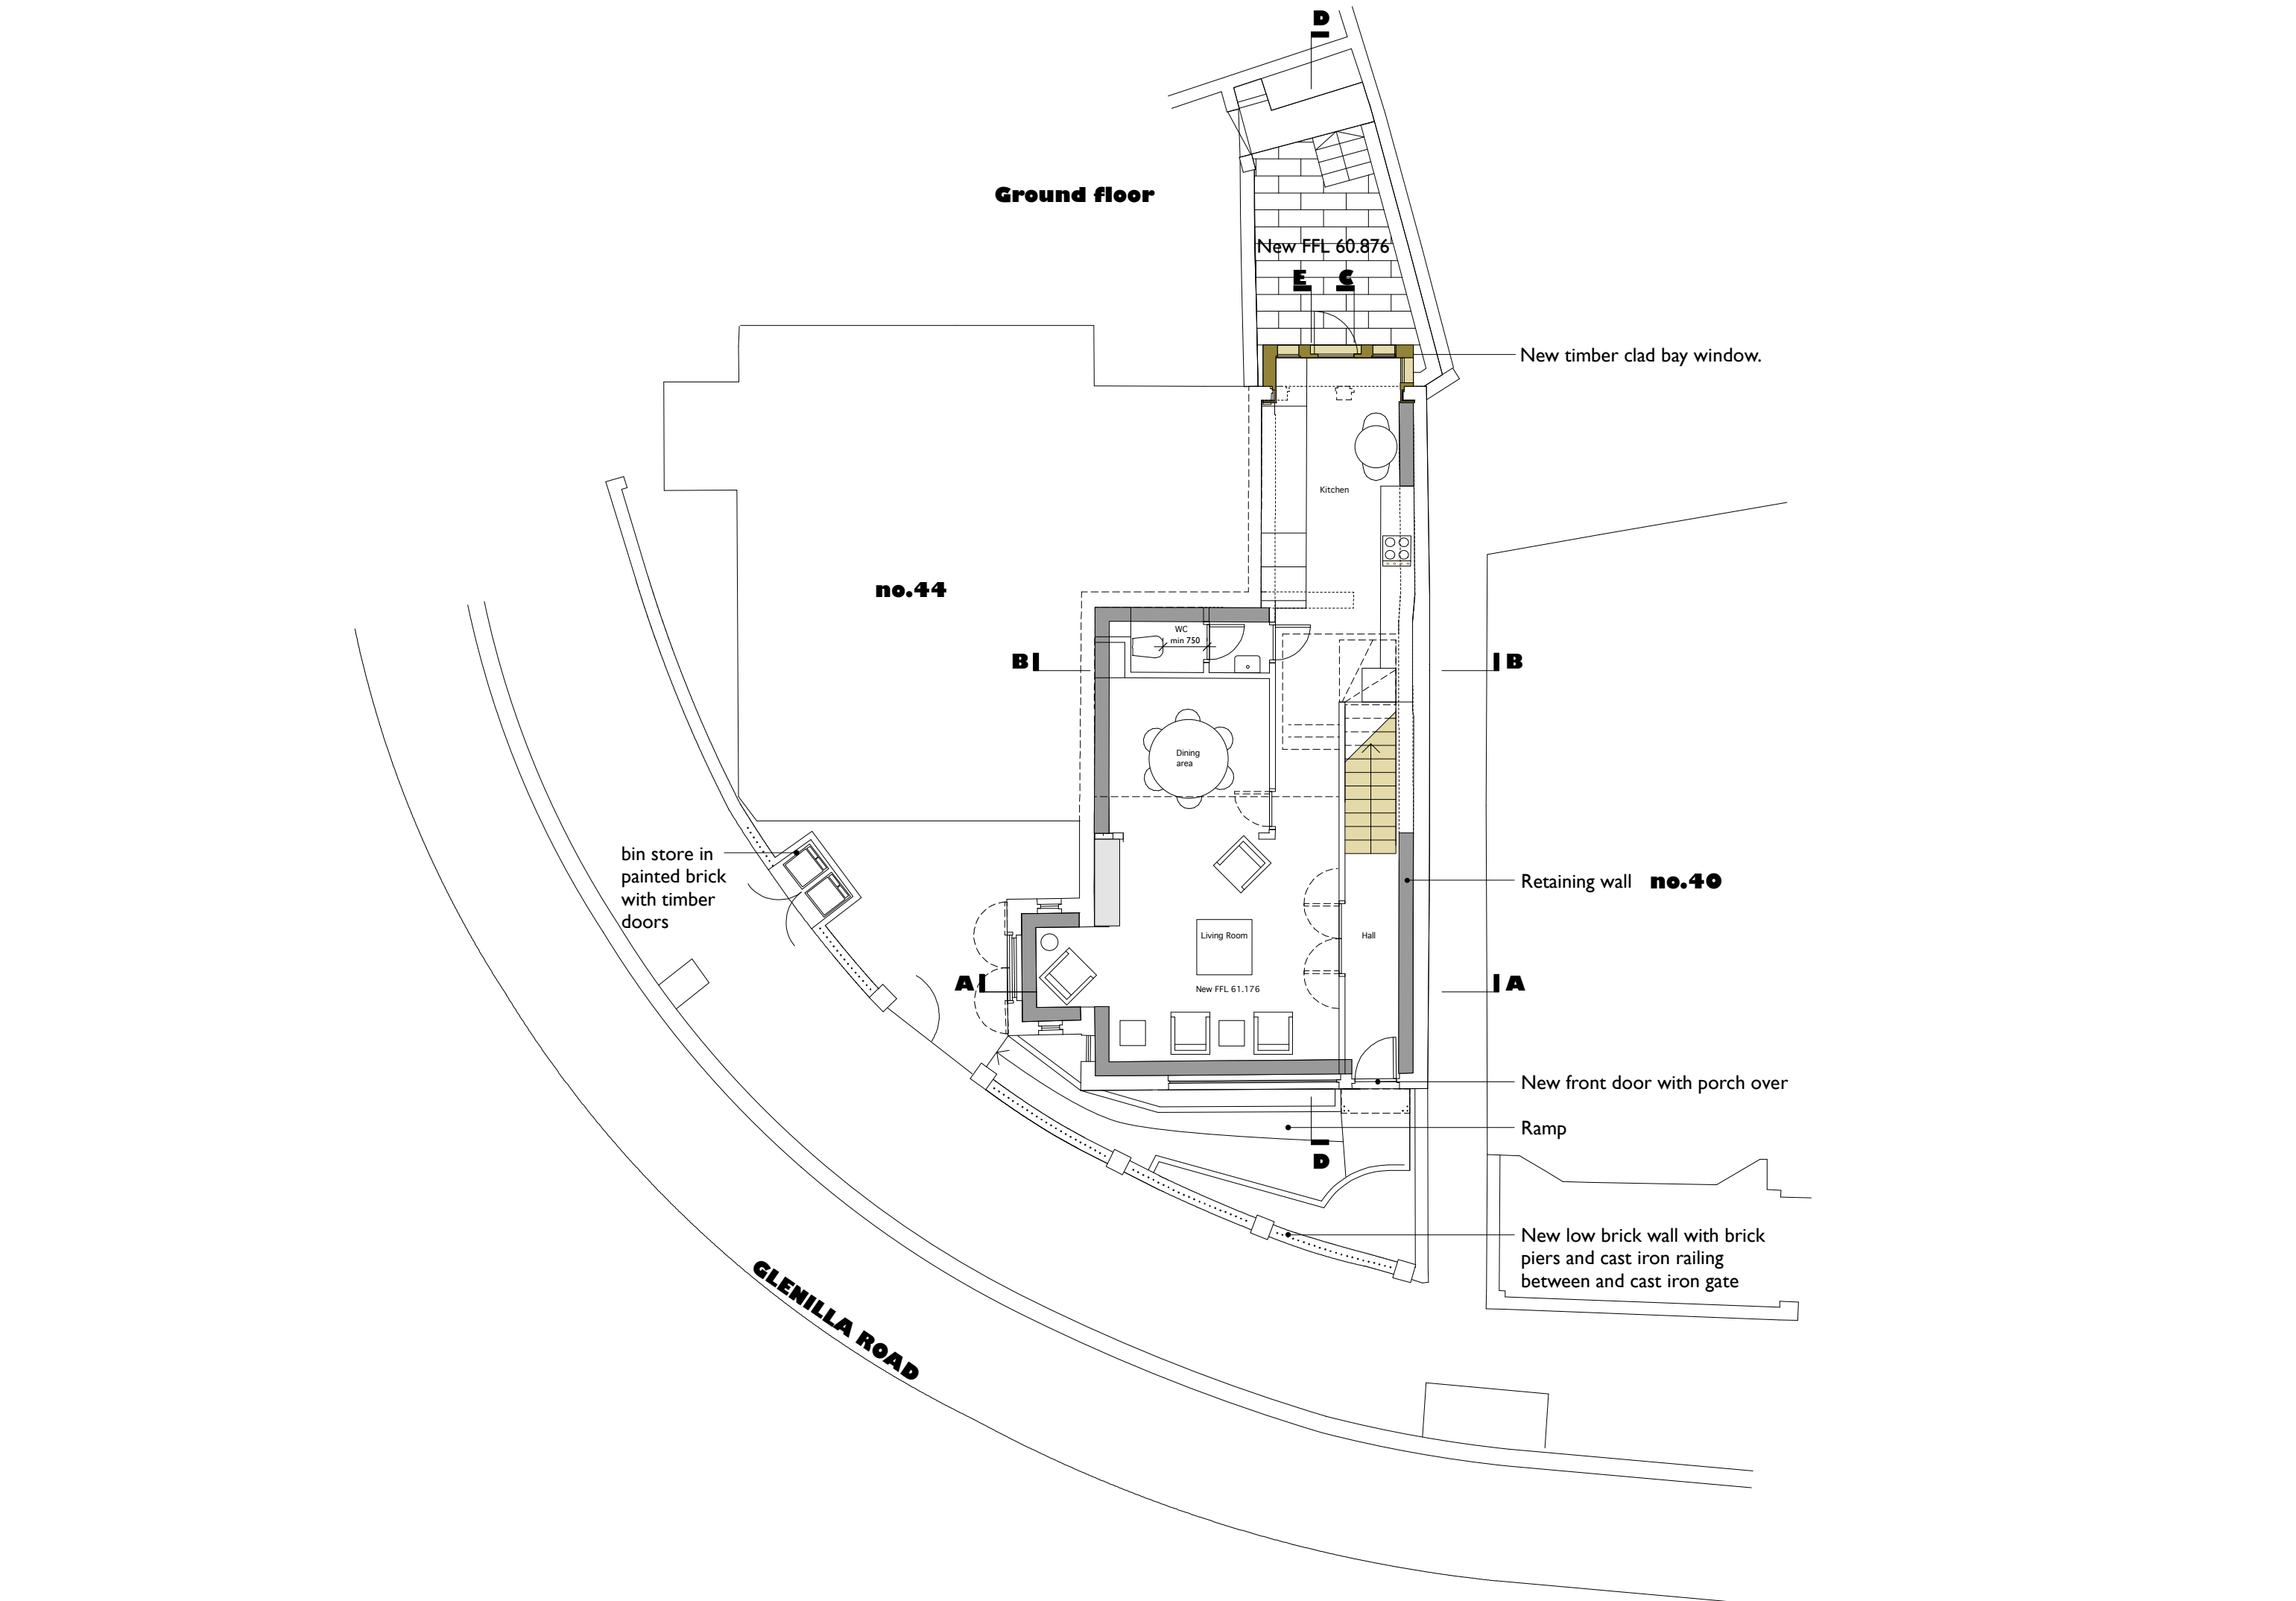 D
Ground floor
New FFL 60.876
E
C
New timber clad bay window.
Kitchen
no.44
WC
min 750
B
B
Dining
area
bin store in
painted brick
with timber
doors
Retaining wall
no.40
Living Room
Hall
A
A
New FFL 61.176
New front door with porch over
Ramp
D
New low brick wall with brick
piers and cast iron railing
between and cast iron gate
GLENILLA ROAD